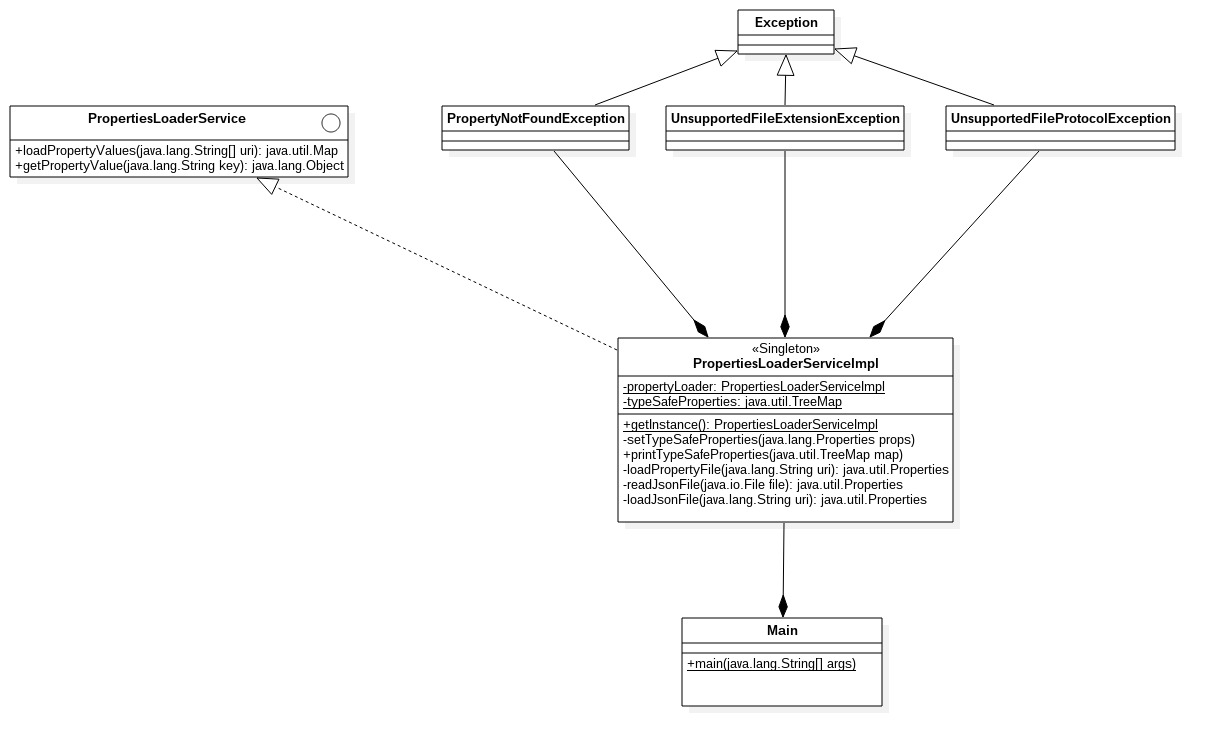 Exception
PropertiesLoaderService
+loadPropertyValues(java.lang.String[] uri): java.util.Map
+getPropertyValue(java.lang.String key): java.lang.Object
PropertyNotFoundException
UnsupportedFileExtensionException
UnsupportedFileProtocolException
«Singleton»
PropertiesLoaderServiceImpl
-propertyLoader: PropertiesLoaderServiceImpl
-typeSafeProperties: java.util.TreeMap
+getInstance(): PropertiesLoaderServiceImpl
-setTypeSafeProperties(java.lang.Properties props)
+printTypeSafeProperties(java.util.TreeMap map)
-loadPropertyFile(java.lang.String uri): java.util.Properties
-readJsonFile(java.io.File file): java.util.Properties
-loadJsonFile(java.lang.String uri): java.util.Properties
Main
+main(java.lang.String[] args)